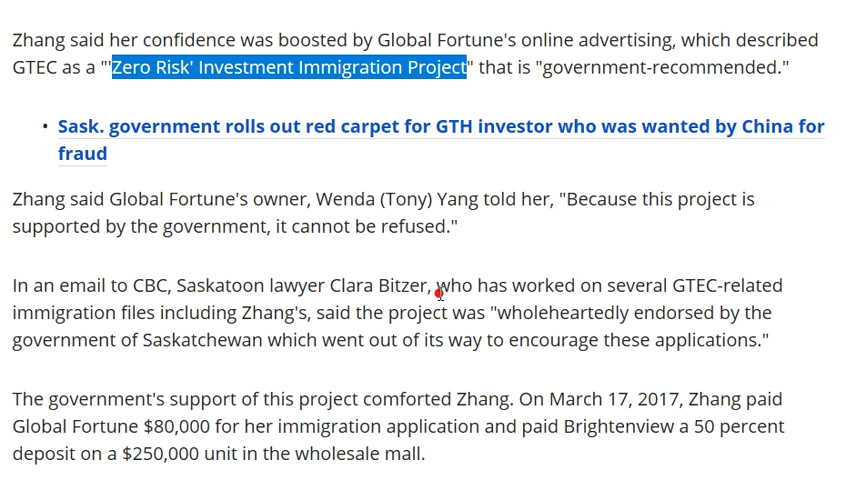 Zhang said her confidence was boosted by Global Fortune's online advertising, which described
GTEC as a "'Zero Risk' Investment Immigration Project" that is "government-recommended."
• Sask. government rolls out red carpet for GTH investor who was wanted by China for
fraud
Zhang said Global Fortune's owner, Wenda (Tony) Yang told her, "Because this project is
supported by the government, it cannot be refused."
In an email to CBC, Saskatoon lawyer Clara Bitzer, who has worked on several GTEC-related
immigration files including Zhang's, said the project was "wholeheartedly endorsed by the
government of Saskatchewan which went out of its way to encourage these applications."
The government's support of this project comforted Zhang. On March 17, 2017, Zhang paid
Global Fortune $80,000 for her immigration application and paid Brightenview a 50 percent
deposit on a $250,000 unit in the wholesale mall.